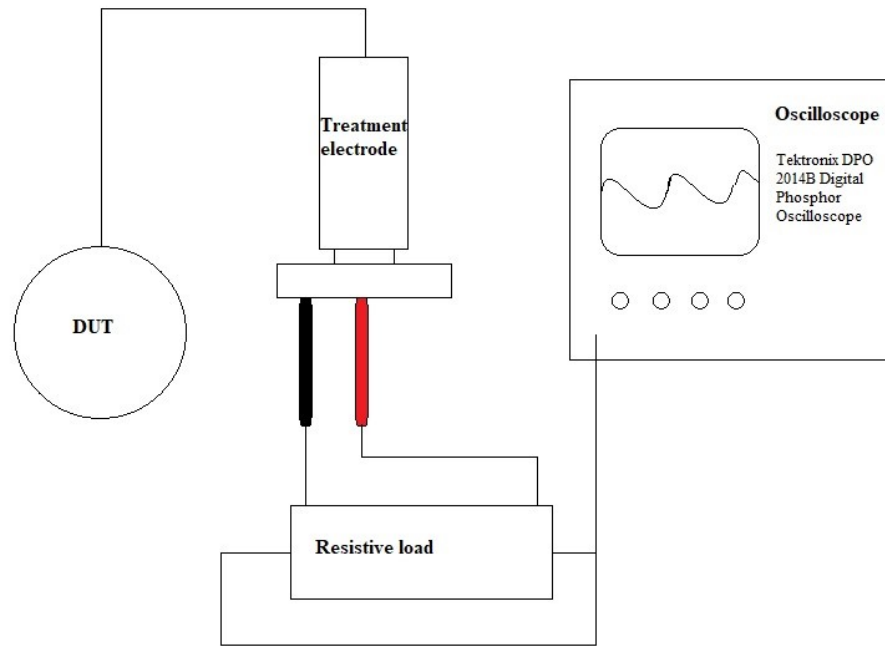 Treatment
electrode
Oscilloscope
Tektronix DPO
2014B Digital
Phosphor
Oscilloscope
DUT
Resistive load